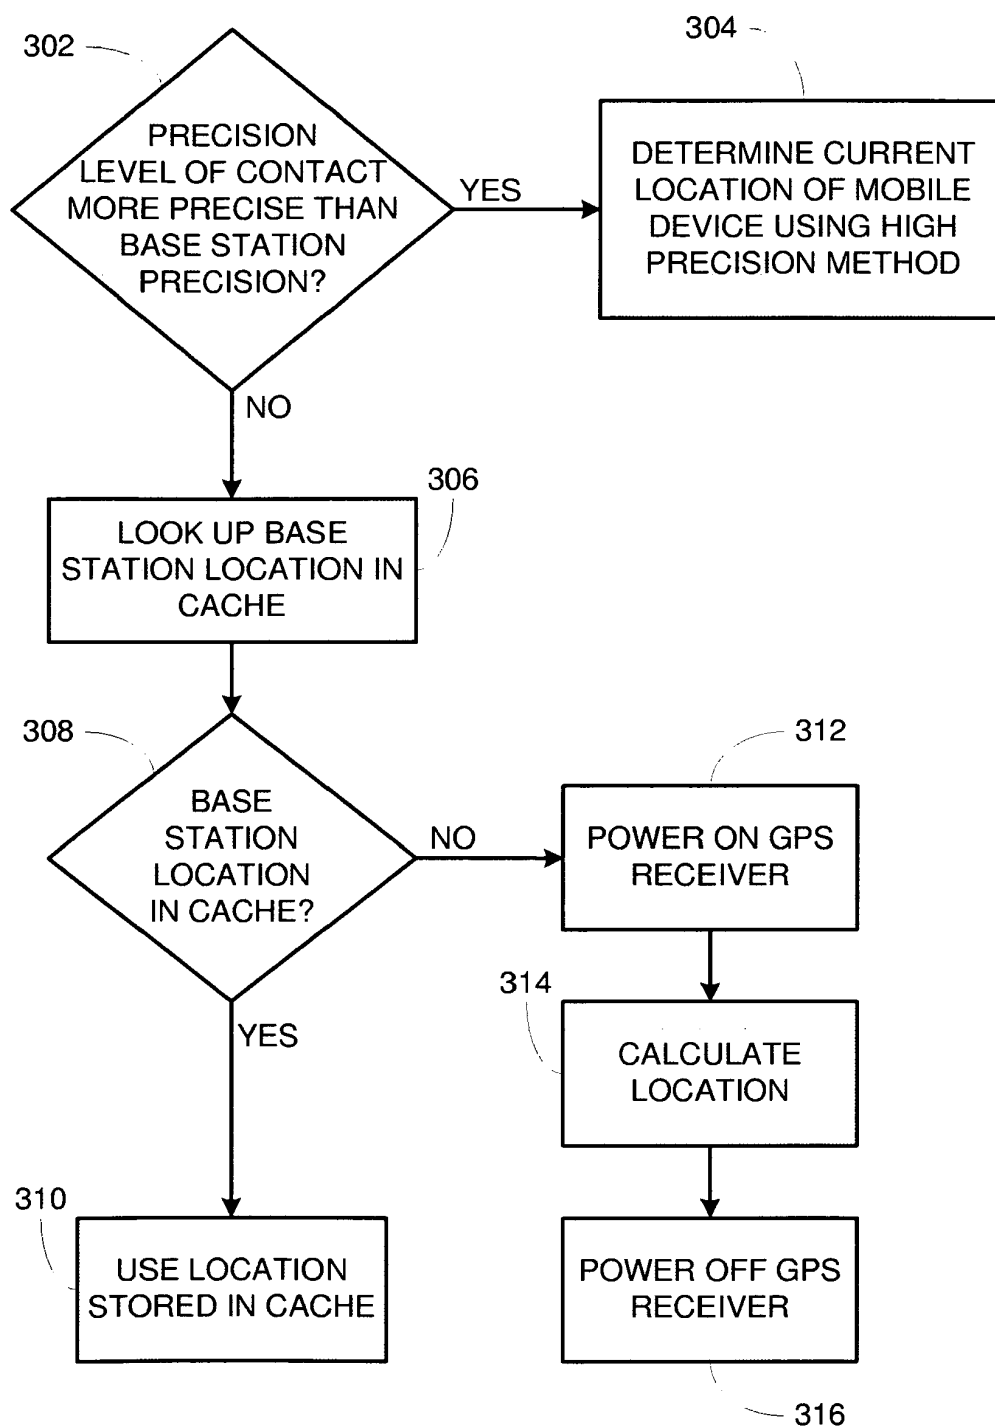 302
304
PRECISION
LEVEL OF CONTACT
MORE PRECISE THAN
BASE STATION
PRECISION?
YES
DETERMINE CURRENT
LOCATION OF MOBILE
DEVICE USING HIGH
PRECISION METHOD
NO
306
LOOK UP BASE
STATION LOCATION IN
CACHE
308
BASE
STATION
LOCATION
IN CACHE?
NO
312
POWER ON GPS
RECEIVER
YES
314
CALCULATE
LOCATION
310
USE LOCATION
STORED IN CACHE
POWER OFF GPS
RECEIVER
316